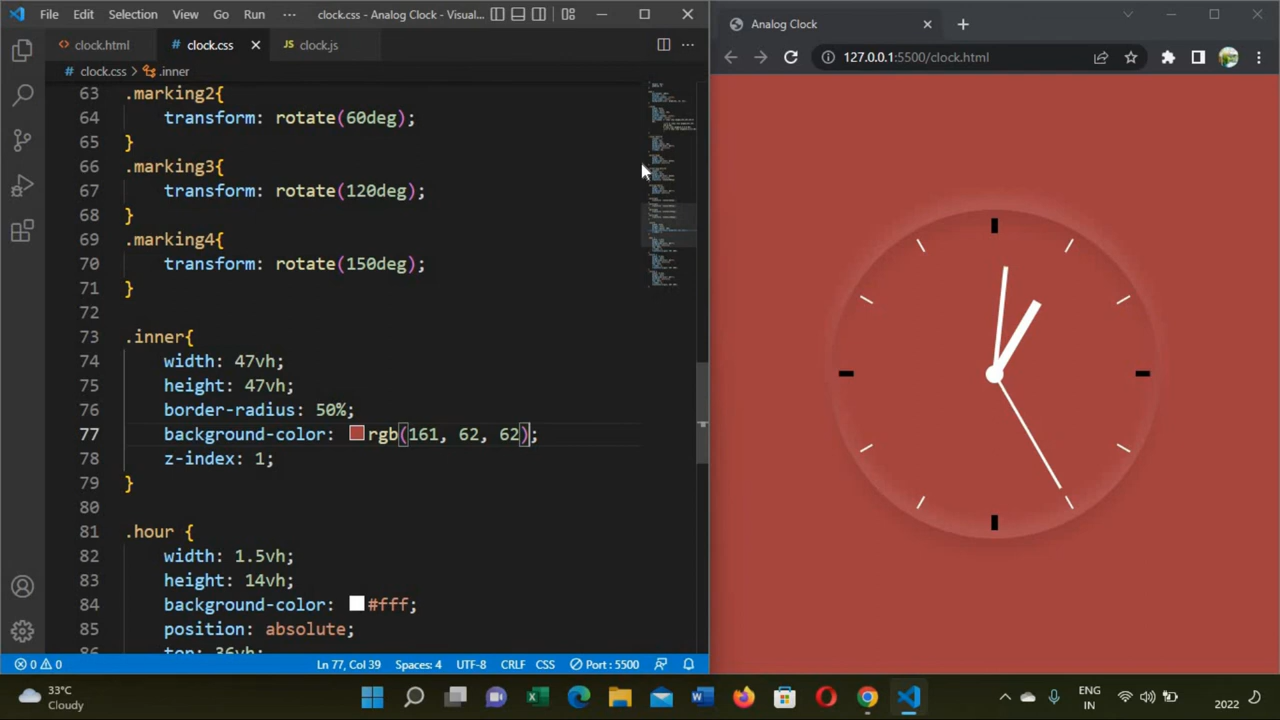 File Edit Selection View Go Run ··· clock.css - Analog Clock - Visual...
clock.html
clock.css
JS clock.js
# clock.css > .inner
63 .marking2{
64 transform: rotate(60deg);
65 }
66 .marking3{
67 transform: rotate(120deg);
68 }
69 .marking4{
70 transform: rotate(150deg);
71 }
72
73 .inner{
74 width: 47vh;
75 height: 47vh;
76 border-radius: 50%;
77 background-color: rgb(161, 62, 62);
78 z-index: 1;
79 }
80
81 .hour {
82 width: 1.5vh;
83 height: 14vh;
84 background-color: #fff;
85 position: absolute;
top: 36vh;
0 0 Ln 77, Col 39 Spaces: 4 UTF-8 CRLF CSS Port : 5500
Analog Clock
127.0.0.1:5500/clock.html
33°C
Cloudy
ENG
IN
2022